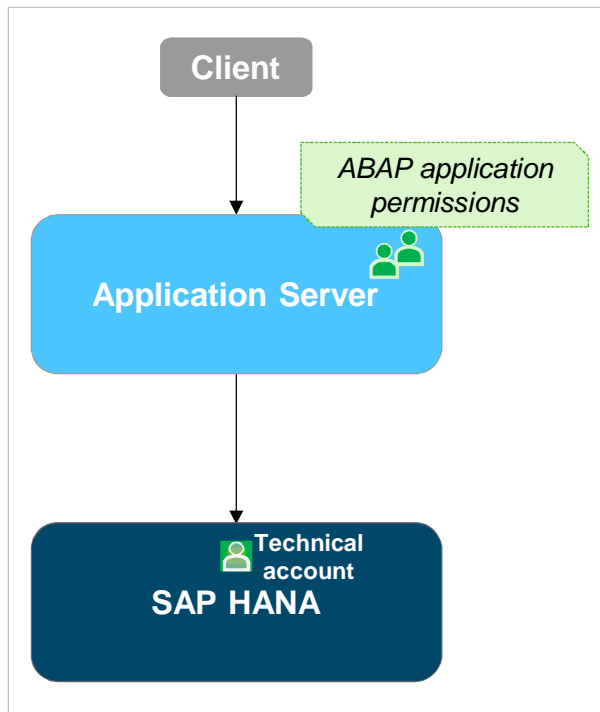 Client
ABAP application
permissions
Application Server
Technical
account
SAP HANA